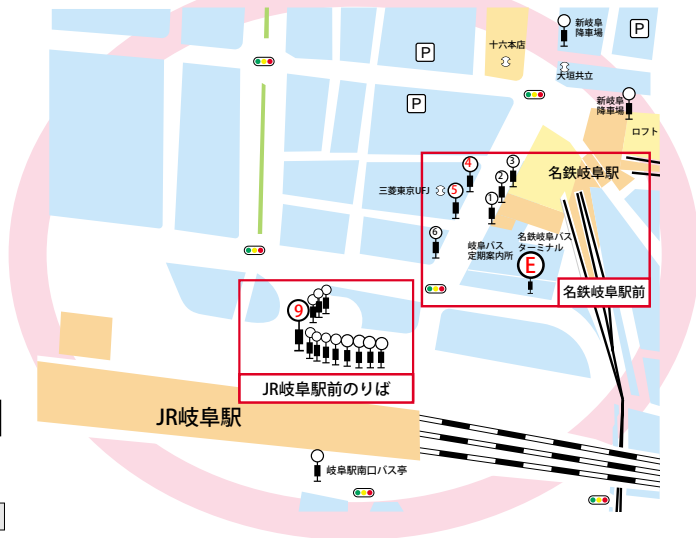 新岐阜
降車場
P
十六本店
P
大垣共立
P
新岐阜
降車場
ロフト
4
3
名鉄岐阜駅
2
三菱東京UFJ
5
1
6
岐阜バス
定期案内所
名鉄岐阜バス
ターミナル
E
名鉄岐阜駅前
9
JR岐阜駅前のりば
JR岐阜駅
岐阜駅南口バス亭